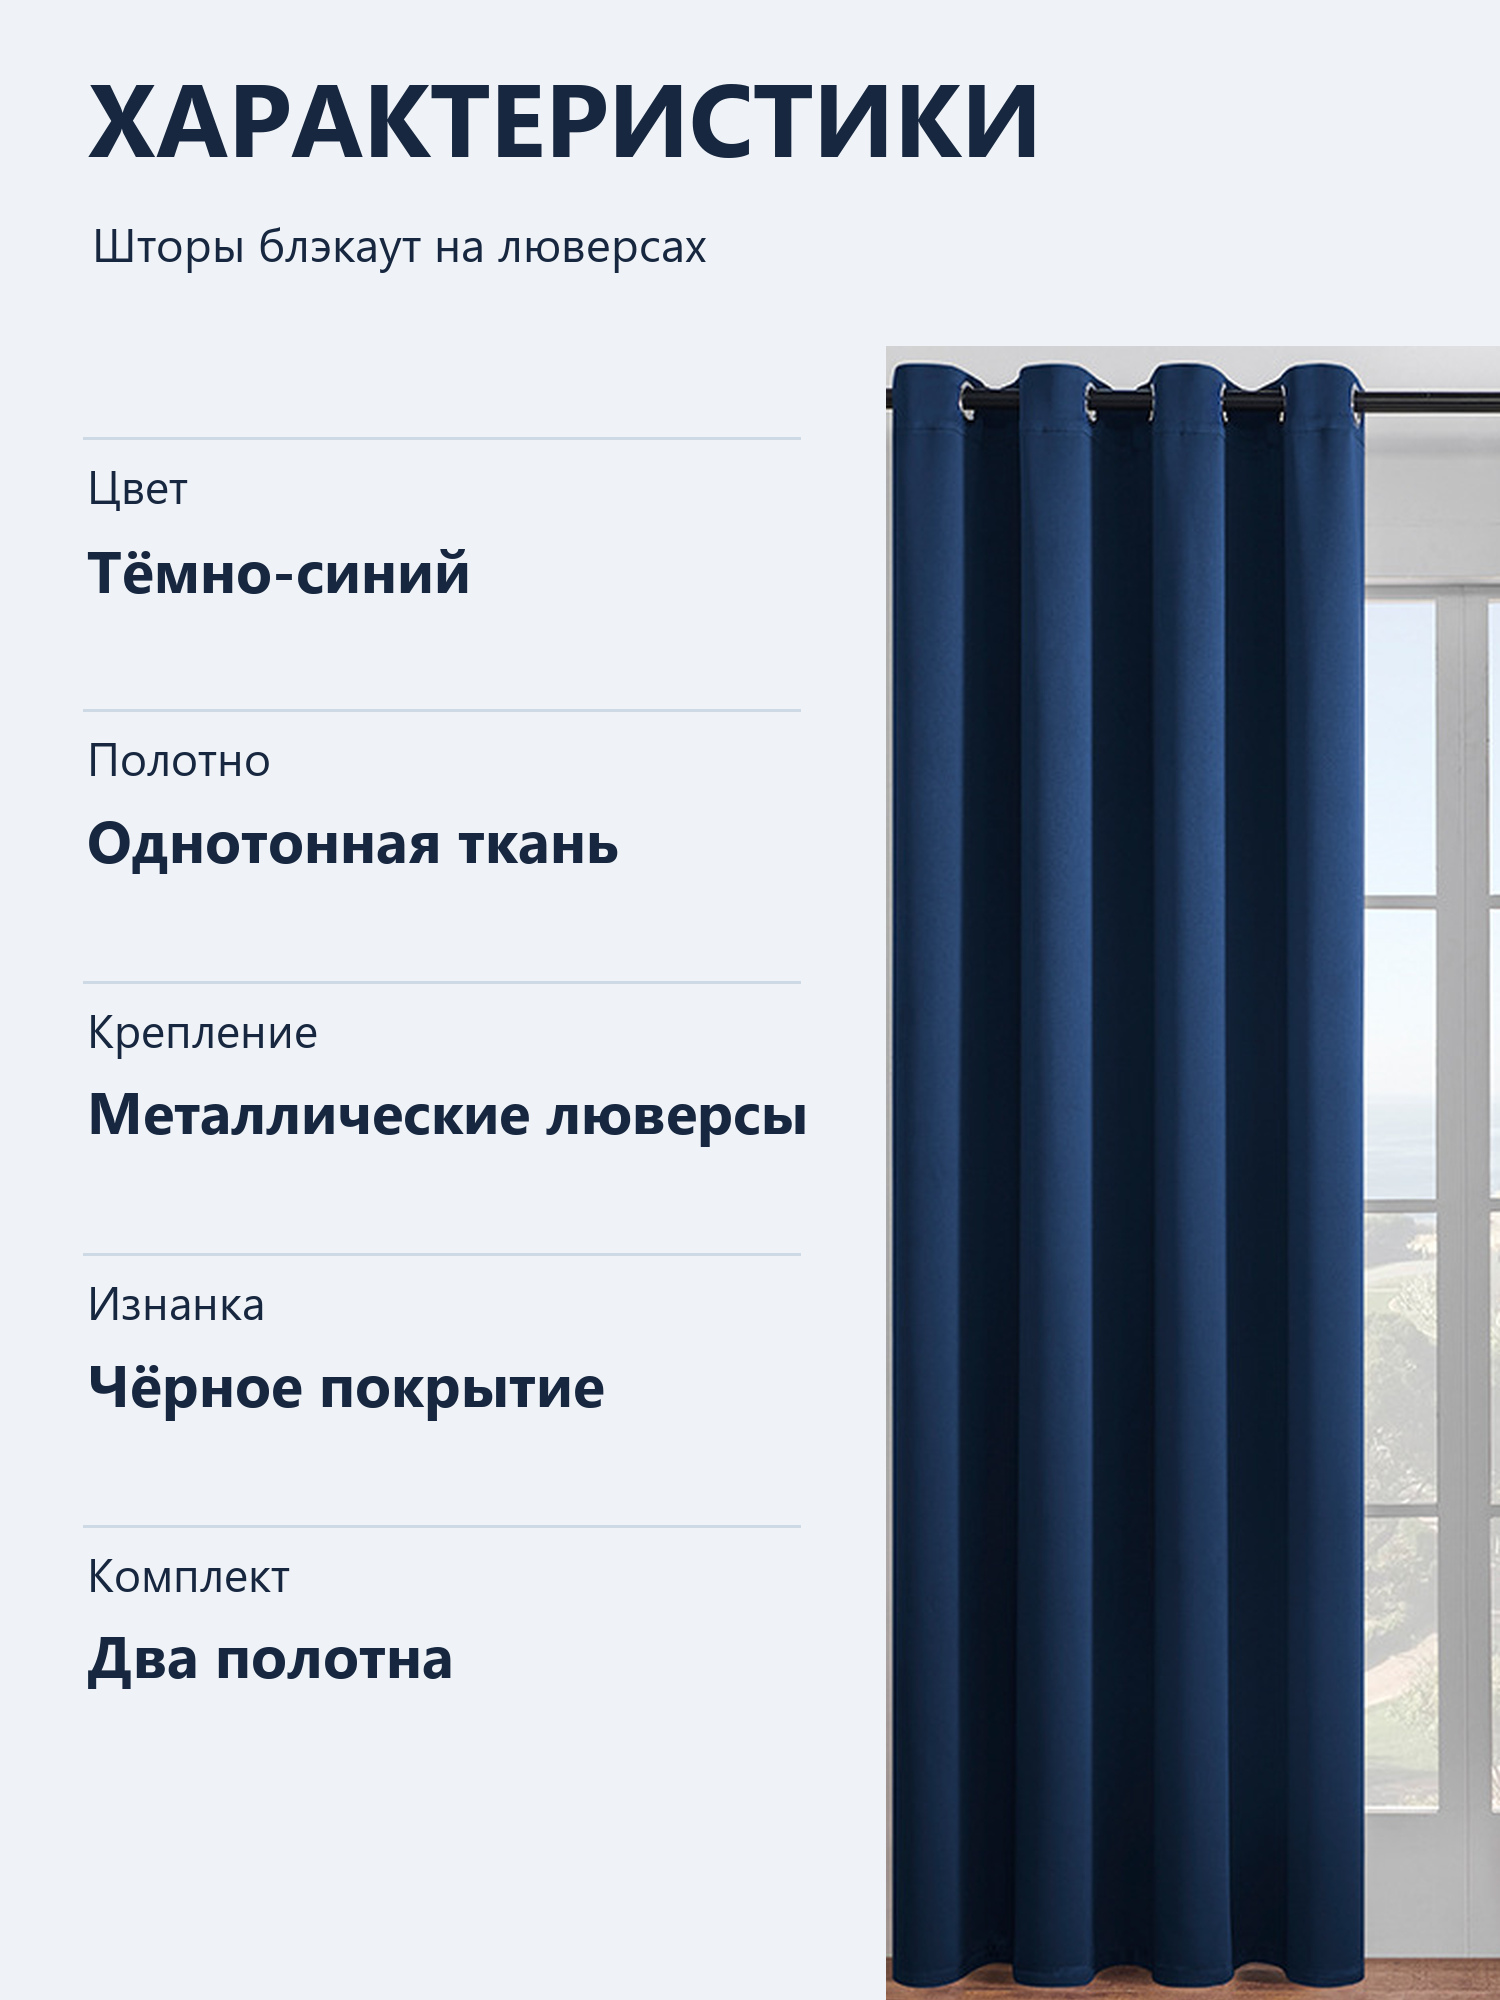 ХАРАКТЕРИСТИКИ
Шторы блэкаут на люверсах
Цвет
Тёмно-синий
Полотно
Однотонная ткань
Крепление
Металлические люверсы
Изнанка
Чёрное покрытие
Комплект
Два полотна